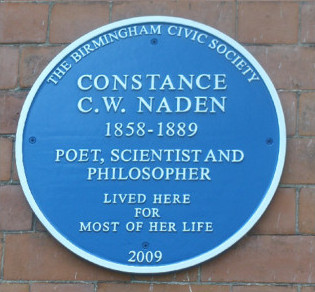 THE BIRMINGHAM CIVIC SOCIETY
CONSTANCE
C.W. NADEN
1858-1889
POET, SCIENTIST AND
PHILOSOPHER
LIVED HERE
FOR
MOST OF HER LIFE
2009